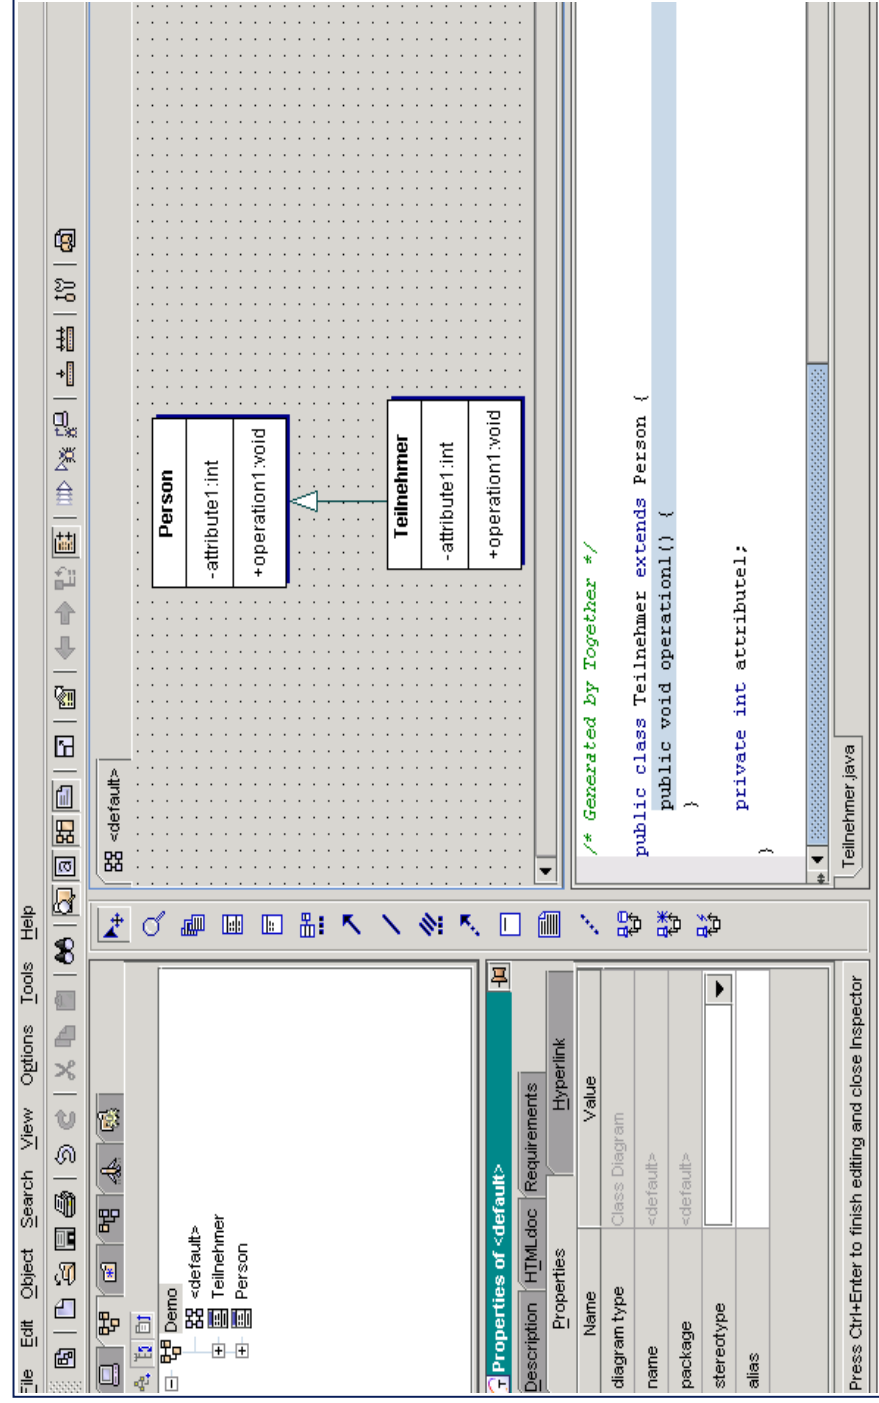 File Edit Object Search View Options Tools Help
Demo
<default>
Teilnehmer
Person
Properties of <default>
Description HTMLdoc Requirements
Properties Hyperlink
Name Value
diagram type Class Diagram
name <default>
package <default>
stereotype
alias
<default>
Person
-attribute1:int
+operation1:void
Teilnehmer
-attribute1:int
+operation1:void
/* Generated by Together */
public class Teilnehmer extends Person {
public void operation1() {
}
private int attribute1;
}
Teilnehmer.java
Press Ctrl+Enter to finish editing and close Inspector